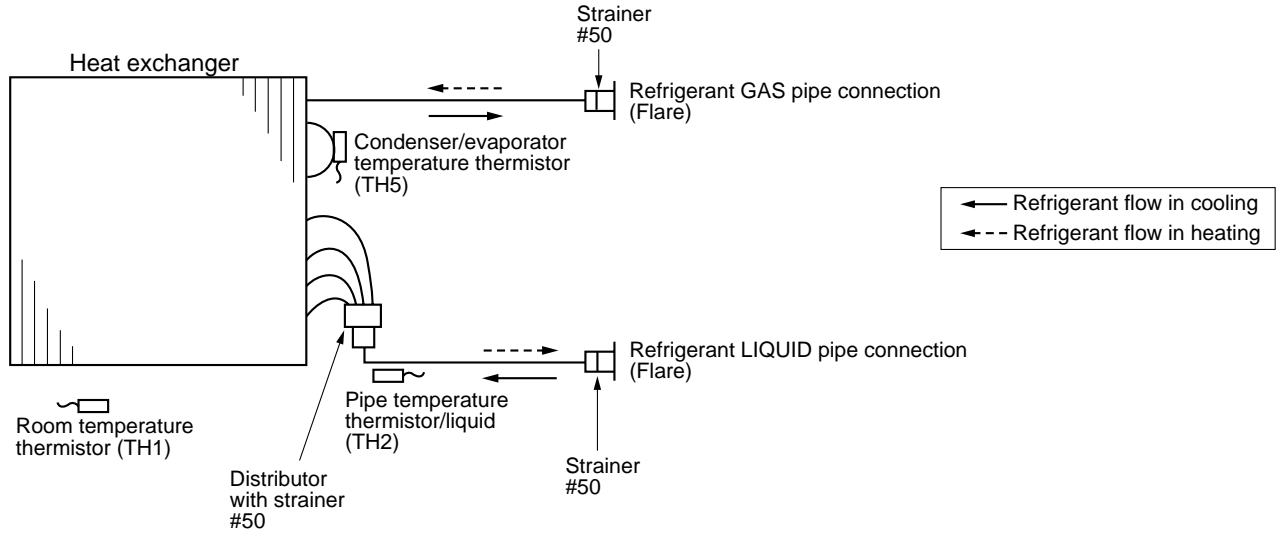 Strainer
#50
Heat exchanger
Refrigerant GAS pipe connection
(Flare)
Condenser/evaporator
temperature thermistor
(TH5)
Refrigerant flow in cooling
Refrigerant flow in heating
Refrigerant LIQUID pipe connection
(Flare)
Pipe temperature
thermistor/liquid
(TH2)
Room temperature
thermistor (TH1)
Distributor
with strainer
#50
Strainer
#50